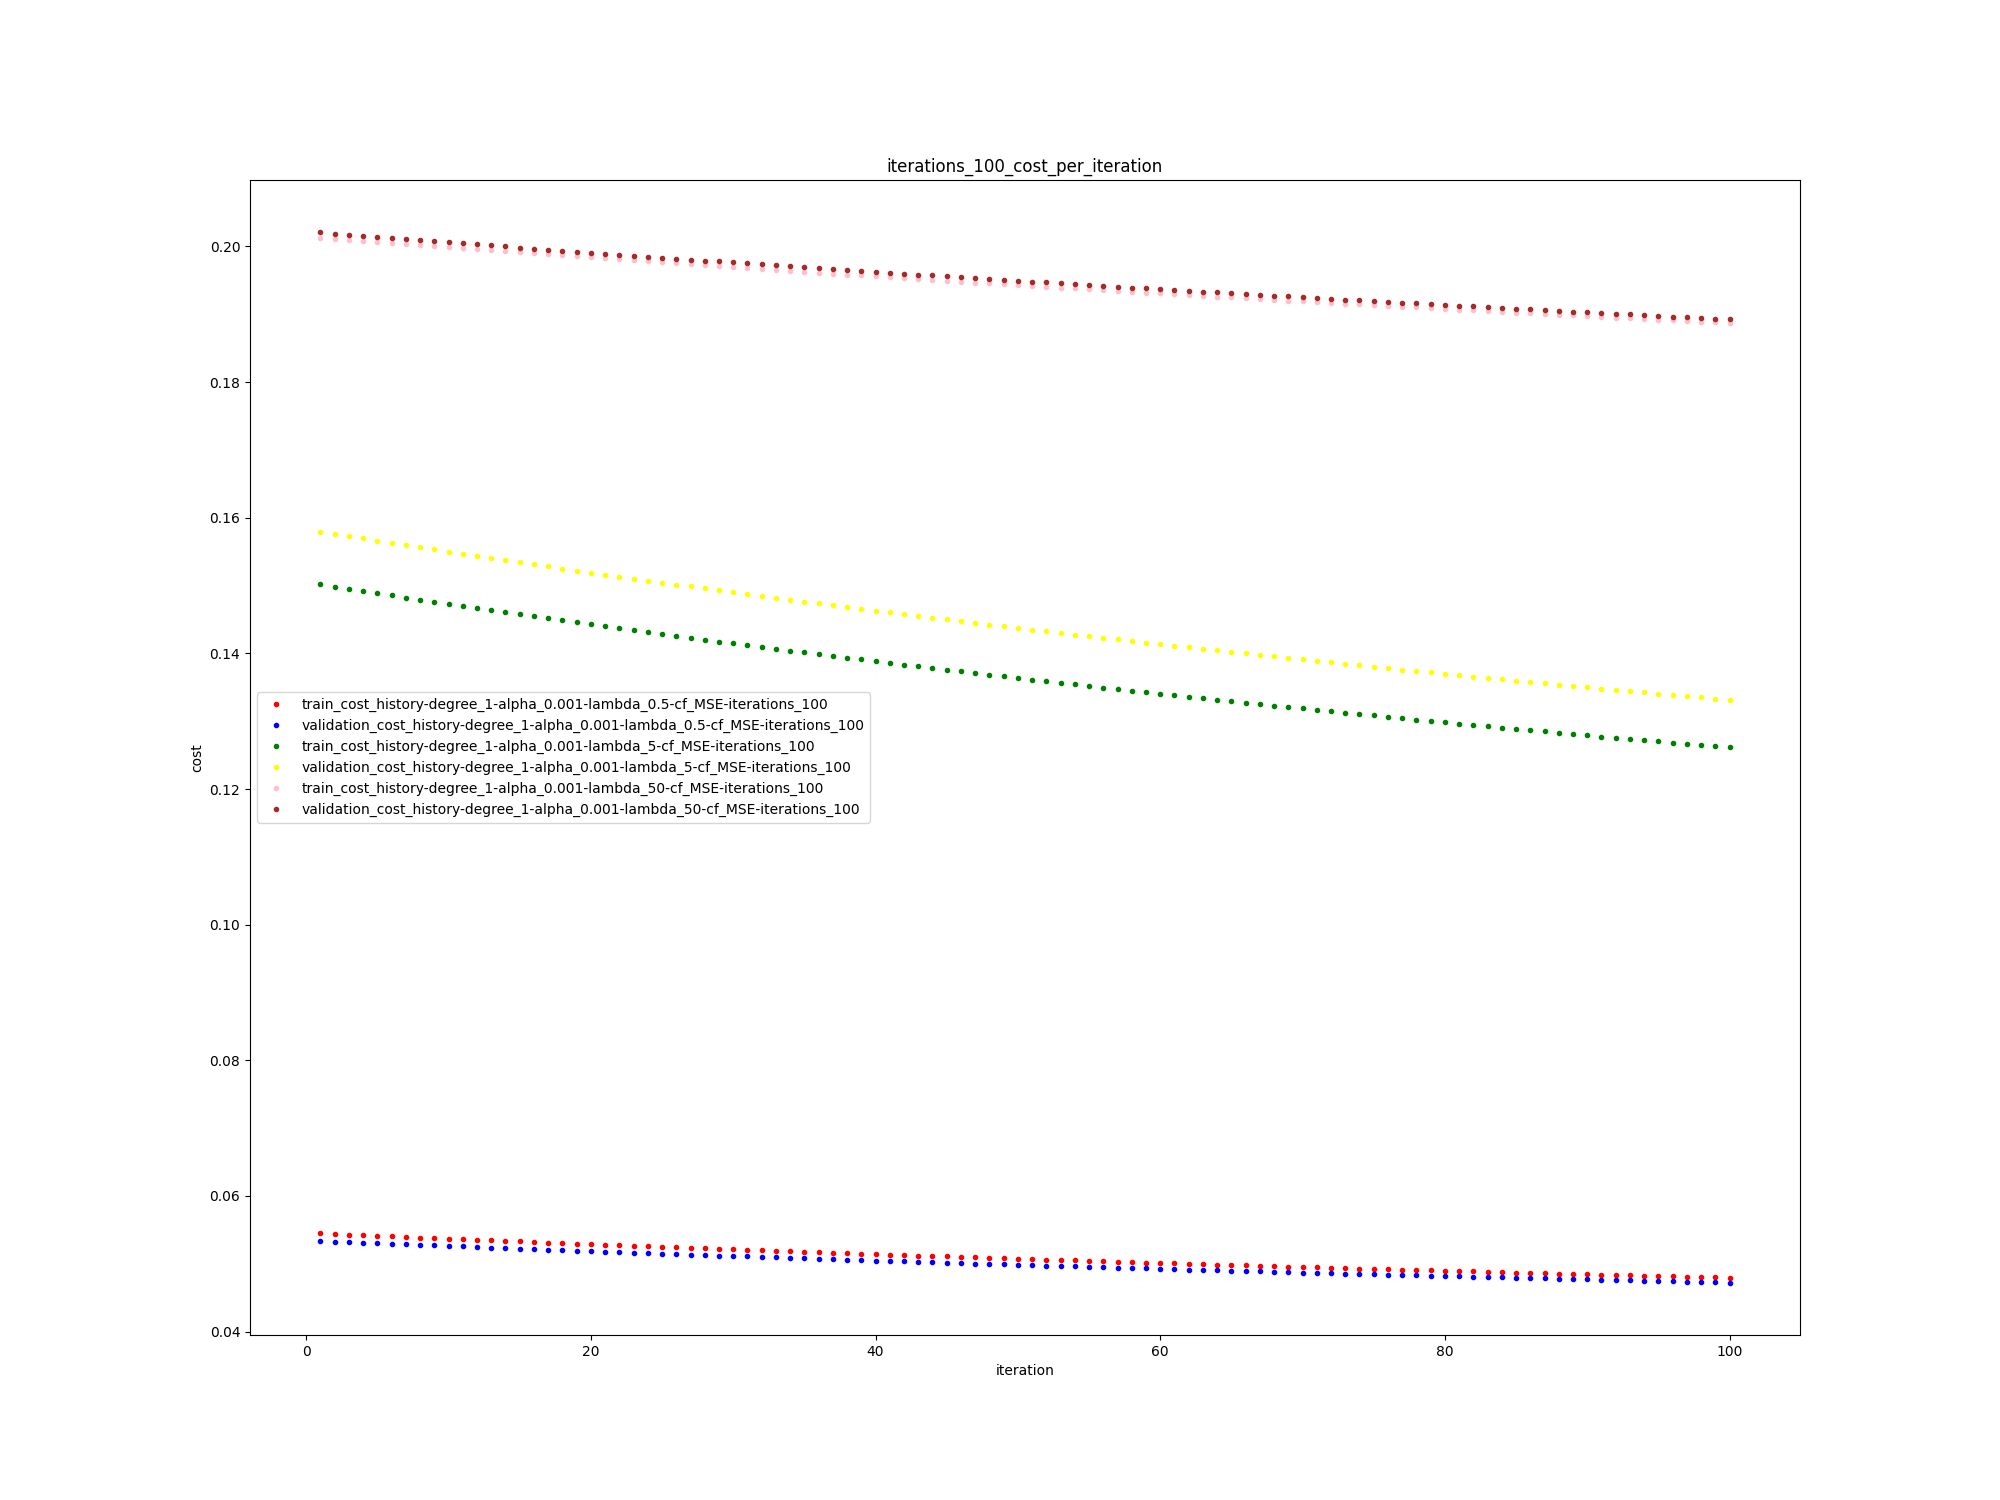 iterations_100_cost_per_iteration
0.20
0.18
0.16
0.14
0.12
0.10
0.08
0.06
0.04
cost
train_cost_history-degree_1-alpha_0.001-lambda_0.5-cf_MSE-iterations_100
validation_cost_history-degree_1-alpha_0.001-lambda_0.5-cf_MSE-iterations_100
train_cost_history-degree_1-alpha_0.001-lambda_5-cf_MSE-iterations_100
validation_cost_history-degree_1-alpha_0.001-lambda_5-cf_MSE-iterations_100
train_cost_history-degree_1-alpha_0.001-lambda_50-cf_MSE-iterations_100
validation_cost_history-degree_1-alpha_0.001-lambda_50-cf_MSE-iterations_100
0 20 40 60 80 100
iteration